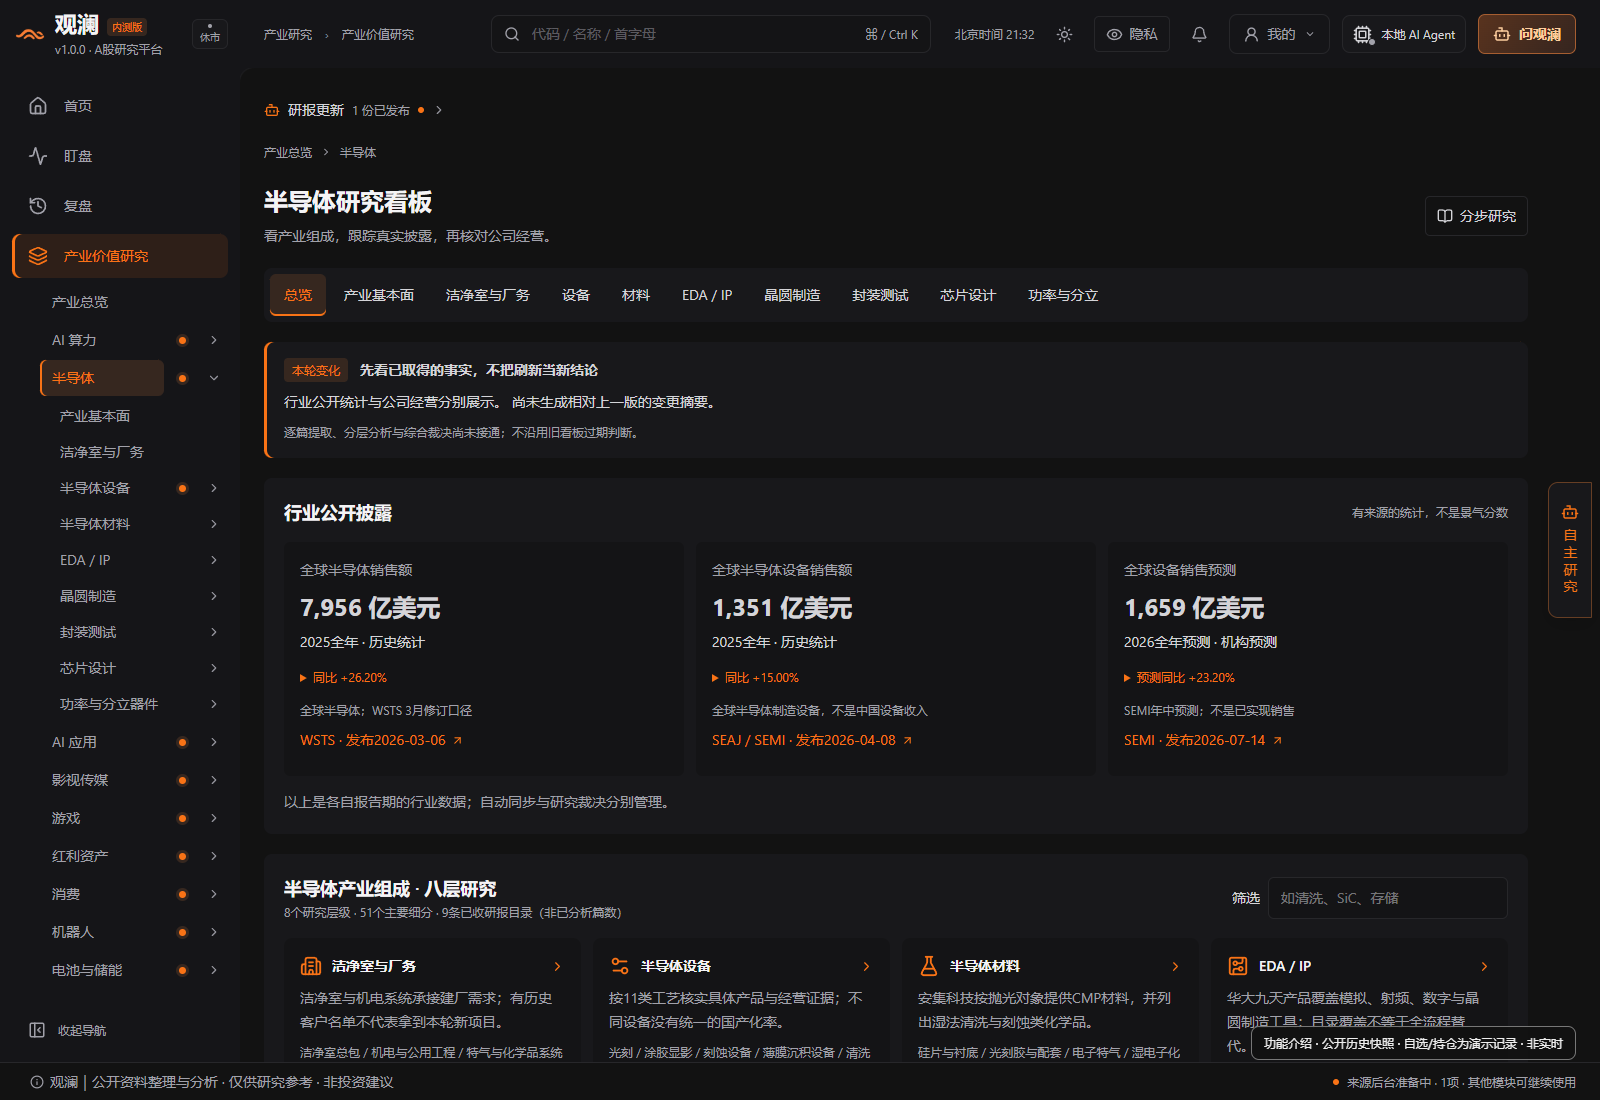 观澜 内测版
v1.0.0 · A股研究平台
休市
产业研究 › 产业价值研究
代码 / 名称 / 首字母
⌘ / Ctrl K
北京时间 21:32
隐私
我的
本地 AI Agent
问观澜
首页
盯盘
复盘
产业价值研究
产业总览
AI 算力
半导体
产业基本面
洁净室与厂务
半导体设备
半导体材料
EDA / IP
晶圆制造
封装测试
芯片设计
功率与分立器件
AI 应用
影视传媒
游戏
红利资产
消费
机器人
电池与储能
收起导航
研报更新 1 份已发布
产业总览 › 半导体
半导体研究看板
看产业组成，跟踪真实披露，再核对公司经营。
分步研究
总览 产业基本面 洁净室与厂务 设备 材料 EDA / IP 晶圆制造 封装测试 芯片设计 功率与分立
本轮变化 先看已取得的事实，不把刷新当新结论
行业公开统计与公司经营分别展示。 尚未生成相对上一版的变更摘要。
逐篇提取、分层分析与综合裁决尚未接通；不沿用旧看板过期判断。
行业公开披露
有来源的统计，不是景气分数
全球半导体销售额
7,956 亿美元
2025全年 · 历史统计
同比 +26.20%
全球半导体；WSTS 3月修订口径
WSTS · 发布2026-03-06
全球半导体设备销售额
1,351 亿美元
2025全年 · 历史统计
同比 +15.00%
全球半导体制造设备，不是中国设备收入
SEAJ / SEMI · 发布2026-04-08
全球设备销售预测
1,659 亿美元
2026全年预测 · 机构预测
预测同比 +23.20%
SEMI年中预测；不是已实现销售
SEMI · 发布2026-07-14
以上是各自报告期的行业数据；自动同步与研究裁决分别管理。
自主研究
半导体产业组成 · 八层研究
8个研究层级 · 51个主要细分 · 9条已收研报目录（非已分析篇数）
筛选
如清洗、SiC、存储
洁净室与厂务
洁净室与机电系统承接建厂需求；有历史
客户名单不代表拿到本轮新项目。
洁净室总包 / 机电与公用工程 / 特气与化学品系统
半导体设备
按11类工艺核实具体产品与经营证据；不
同设备没有统一的国产化率。
光刻 / 涂胶显影 / 刻蚀设备 / 薄膜沉积设备 / 清洗
半导体材料
安集科技按抛光对象提供CMP材料，并列
出湿法清洗与刻蚀类化学品。
硅片与衬底 / 光刻胶与配套 / 电子特气 / 湿电子化
EDA / IP
华大九天产品覆盖模拟、射频、数字与晶
圆制造工具；目录覆盖不等于全流程替
代。
功能介绍 · 公开历史快照 · 自选/持仓为演示记录 · 非实时
观澜 | 公开资料整理与分析 · 仅供研究参考 · 非投资建议
来源后台准备中 · 1项 · 其他模块可继续使用